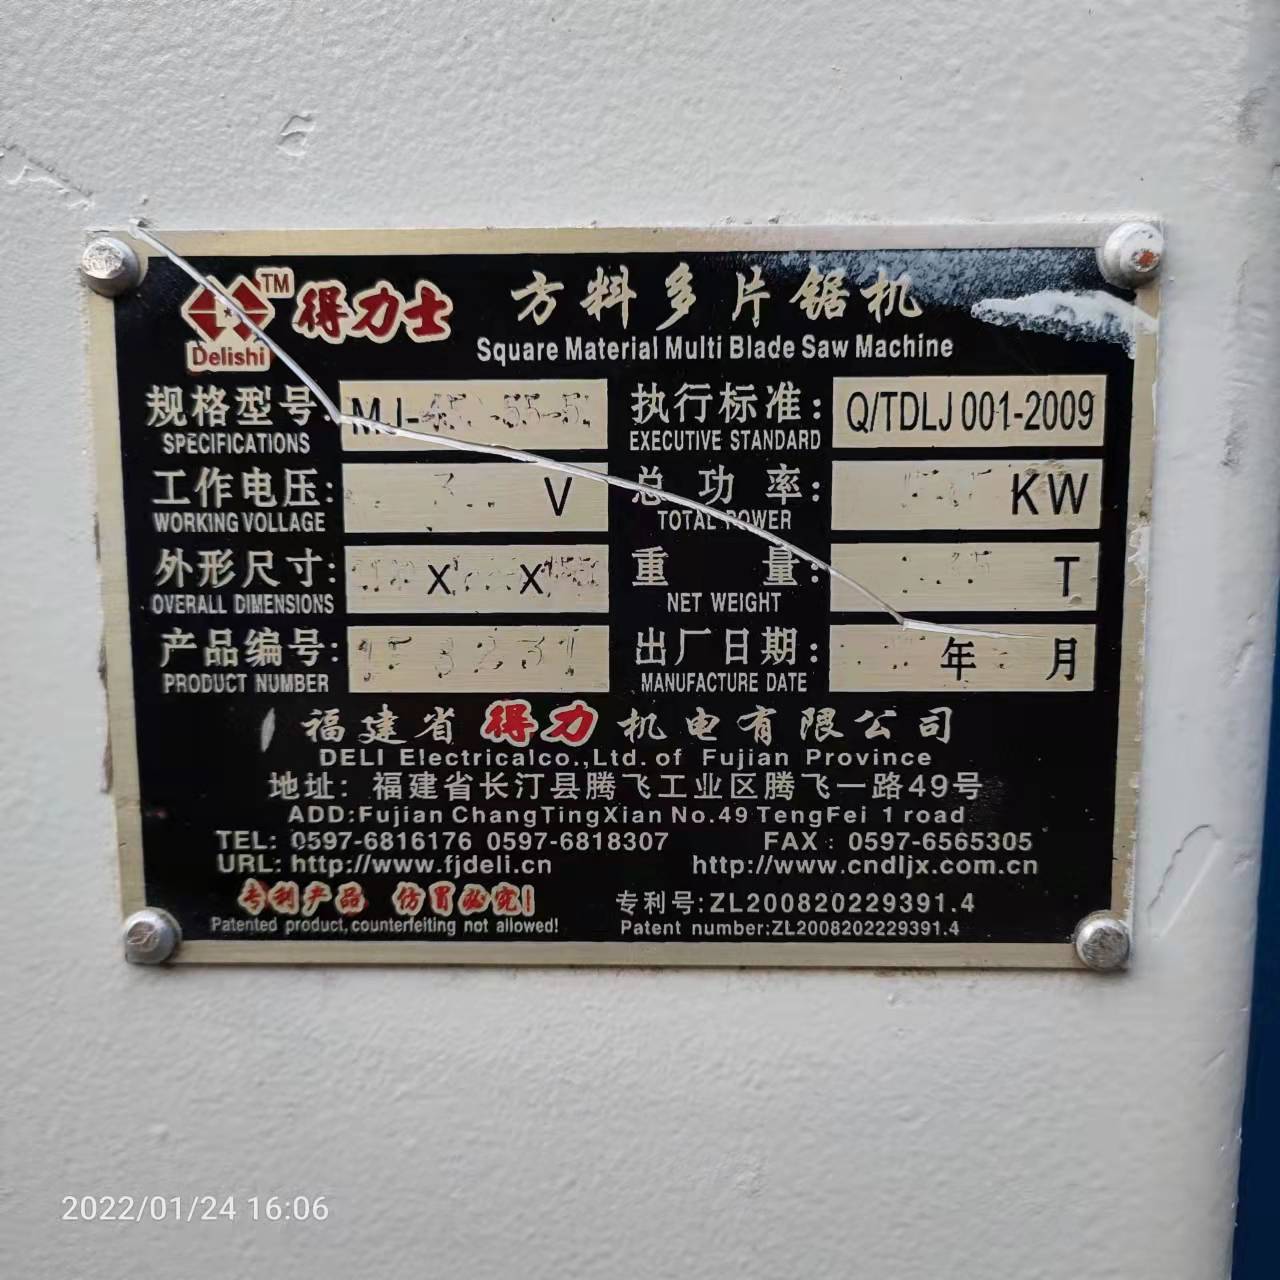 TM 得力士 方料多片锯机
Delishi Square Material Multi Blade Saw Machine
规格型号: MJ- 执行标准: Q/TDLJ 001-2009
SPECIFICATIONS EXECUTIVE STANDARD
工作电压: V 总功率: KW
WORKING VOLLAGE TOTAL POWER
外形尺寸: X X 重量: T
OVERALL DIMENSIONS NET WEIGHT
产品编号: 出厂日期: 年 月
PRODUCT NUMBER MANUFACTURE DATE
福建省得力机电有限公司
DELI Electricalco.,Ltd. of Fujian Province
地址: 福建省长汀县腾飞工业区腾飞一路49号
ADD:Fujian ChangTingXian No.49 TengFei 1 road
TEL: 0597-6816176 0597-6818307 FAX: 0597-6565305
URL: http://www.fjdeli.cn http://www.cndljx.com.cn
专利产品 仿冒必究! 专利号:ZL200820229391.4
Patented product,counterfeiting not allowed! Patent number:ZL2008202229391.4
2022/01/24 16:06